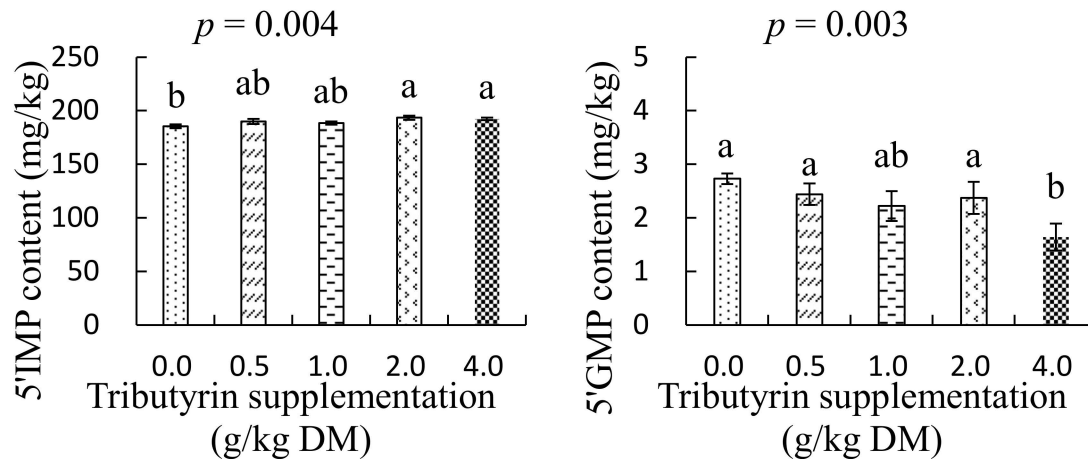 p = 0.004
5'IMP content (mg/kg)
250
200
150
100
50
0
b ab ab a a
0.0 0.5 1.0 2.0 4.0
Tributyrin supplementation
(g/kg DM)
p = 0.003
5'GMP content (mg/kg)
5
4
3
2
1
0
a a ab a b
0.0 0.5 1.0 2.0 4.0
Tributyrin supplementation
(g/kg DM)